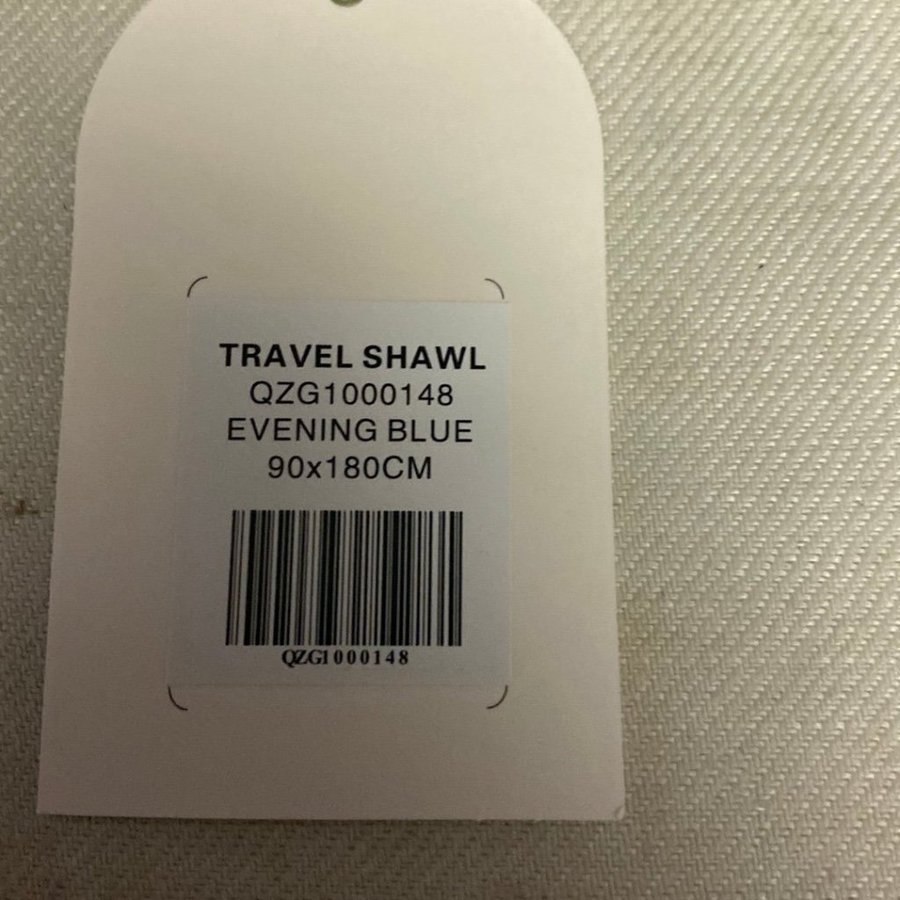 TRAVEL SHAWL
QZG1000148
EVENING BLUE
90x180CM
QZG1000148